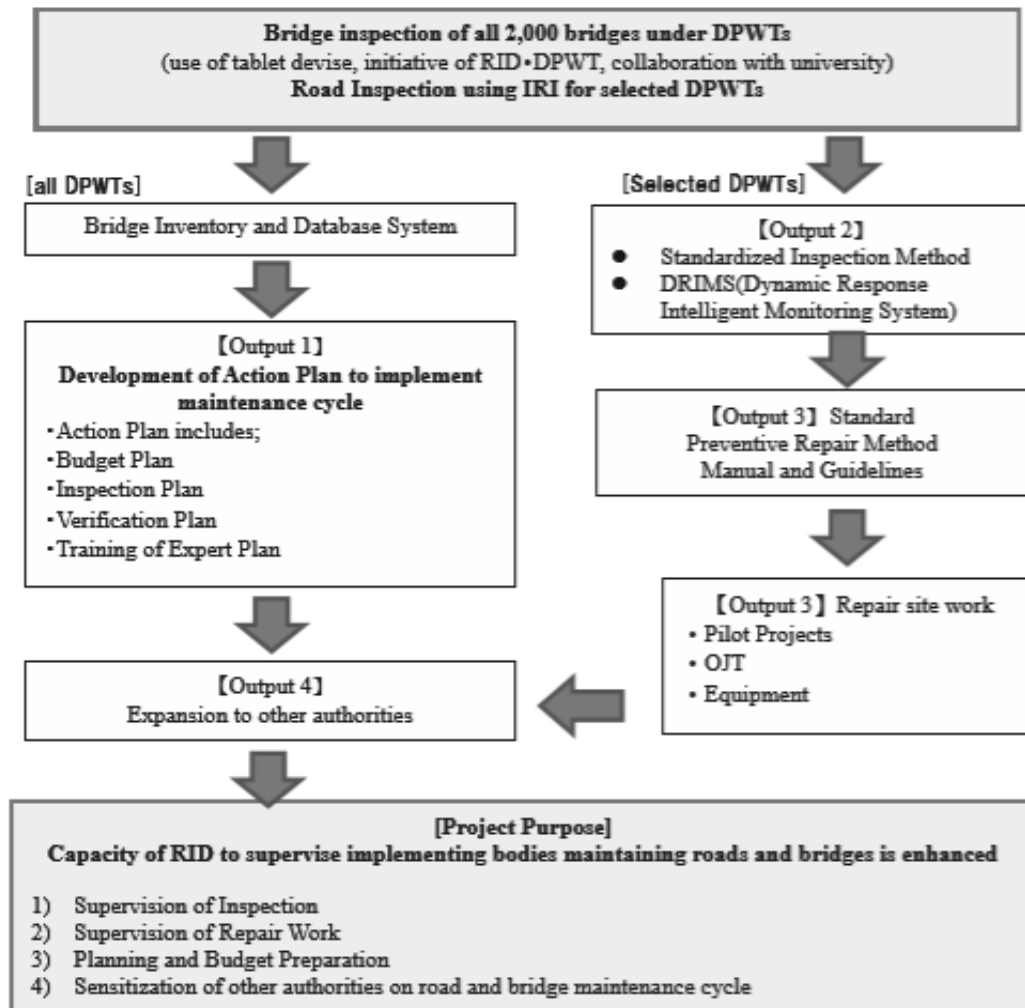 Bridge inspection of all 2,000 bridges under DPWTs
(use of tablet devise, initiative of RID・DPWT, collaboration with university)
Road Inspection using IRI for selected DPWTs
[all DPWTs]
Bridge Inventory and Database System
【Output 1】
Development of Action Plan to implement
maintenance cycle
・Action Plan includes;
・Budget Plan
・Inspection Plan
・Verification Plan
・Training of Expert Plan
[Selected DPWTs]
【Output 2】
● Standardized Inspection Method
● DRIMS(Dynamic Response
Intelligent Monitoring System)
【Output 3】 Standard
Preventive Repair Method
Manual and Guidelines
【Output 3】 Repair site work
• Pilot Projects
• OJT
• Equipment
【Output 4】
Expansion to other authorities
[Project Purpose]
Capacity of RID to supervise implementing bodies maintaining roads and bridges is enhanced
1) Supervision of Inspection
2) Supervision of Repair Work
3) Planning and Budget Preparation
4) Sensitization of other authorities on road and bridge maintenance cycle